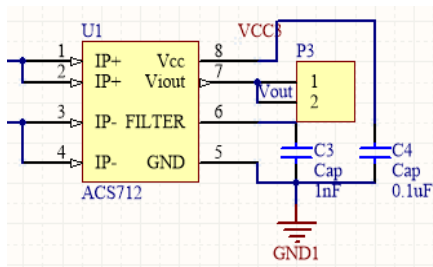 U1
VCC3
P3
1 IP+ Vcc 8
2 IP+ Viout 7
Vout 1
2
3 IP- FILTER 6
4 IP- GND 5
ACS712
C3
Cap
1nF
C4
Cap
0.1uF
GND1